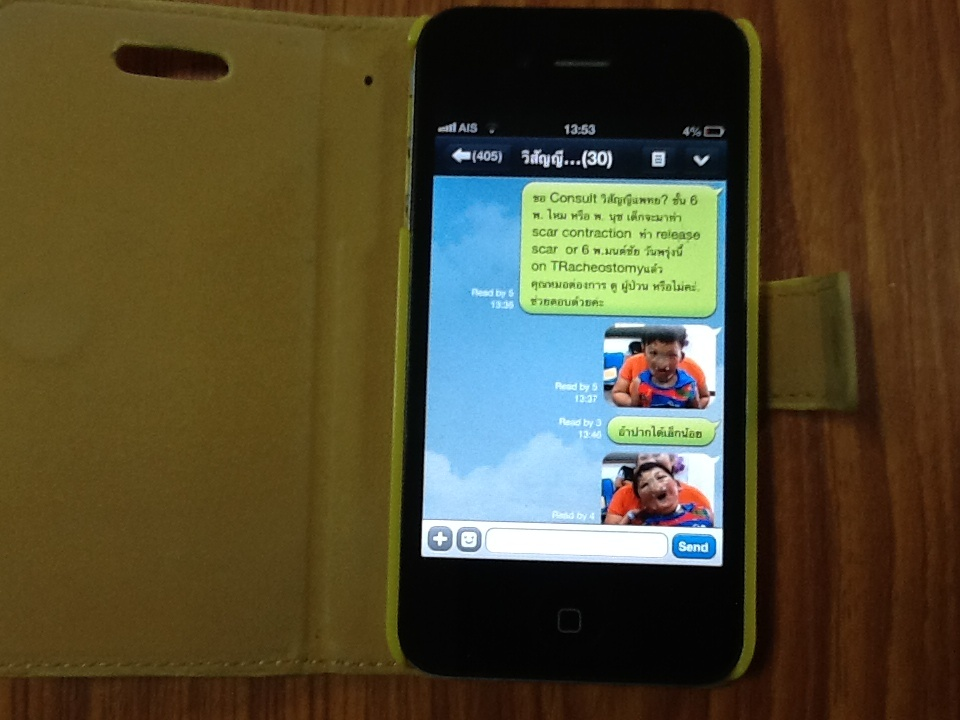 AIS 13:53 4%
(405) วิสัญญี...(30)
ขอ Consult วิสัญญีแพทย์? ชั้น 6
พ. ไหม หรือ พ. นุช เด็กจะมาทำ
scar contraction ทำ release
scar or 6 พ.มนต์ชัย วันพรุ่งนี้
on TRacheostomyแล้ว
คุณหมอต้องการ ดู ผู้ป่วน หรือไม่คะ.
ช่วยตอบด้วยค่ะ
Read by 5
13:36
Read by 5
13:37
Read by 3
13:46
อ้าปากได้เล็กน้อย
Read by 4
Send